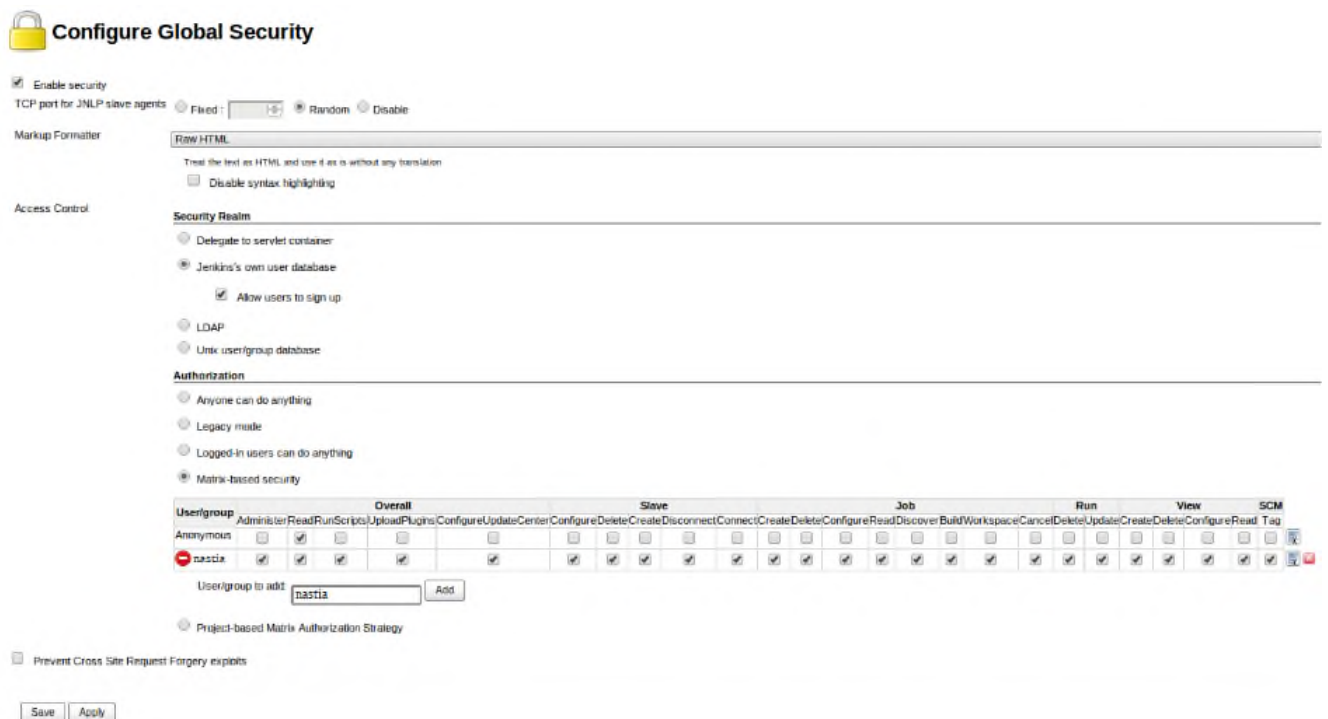 Configure Global Security
Enable security
TCP port for JNLP slave agents Fixed : Random Disable
Markup Formatter Raw HTML
Treat the text as HTML and use it as is without any translation
Disable syntax highlighting
Access Control
Security Realm
Delegate to servlet container
Jenkins's own user database
Allow users to sign up
LDAP
Unix user/group database
Authorization
Anyone can do anything
Legacy mode
Logged-in users can do anything
Matrix-based security
User/group Overall Slave Job Run View SCM
Administer Read RunScripts UploadPlugins ConfigureUpdateCenter Configure Delete Create Disconnect Connect Create Delete Configure Read Discover Build Workspace Cancel Delete Update Create Delete Configure Read Tag
Anonymous
nastia
User/group to add: nastia Add
Project-based Matrix Authorization Strategy
Prevent Cross Site Request Forgery exploits
Save Apply